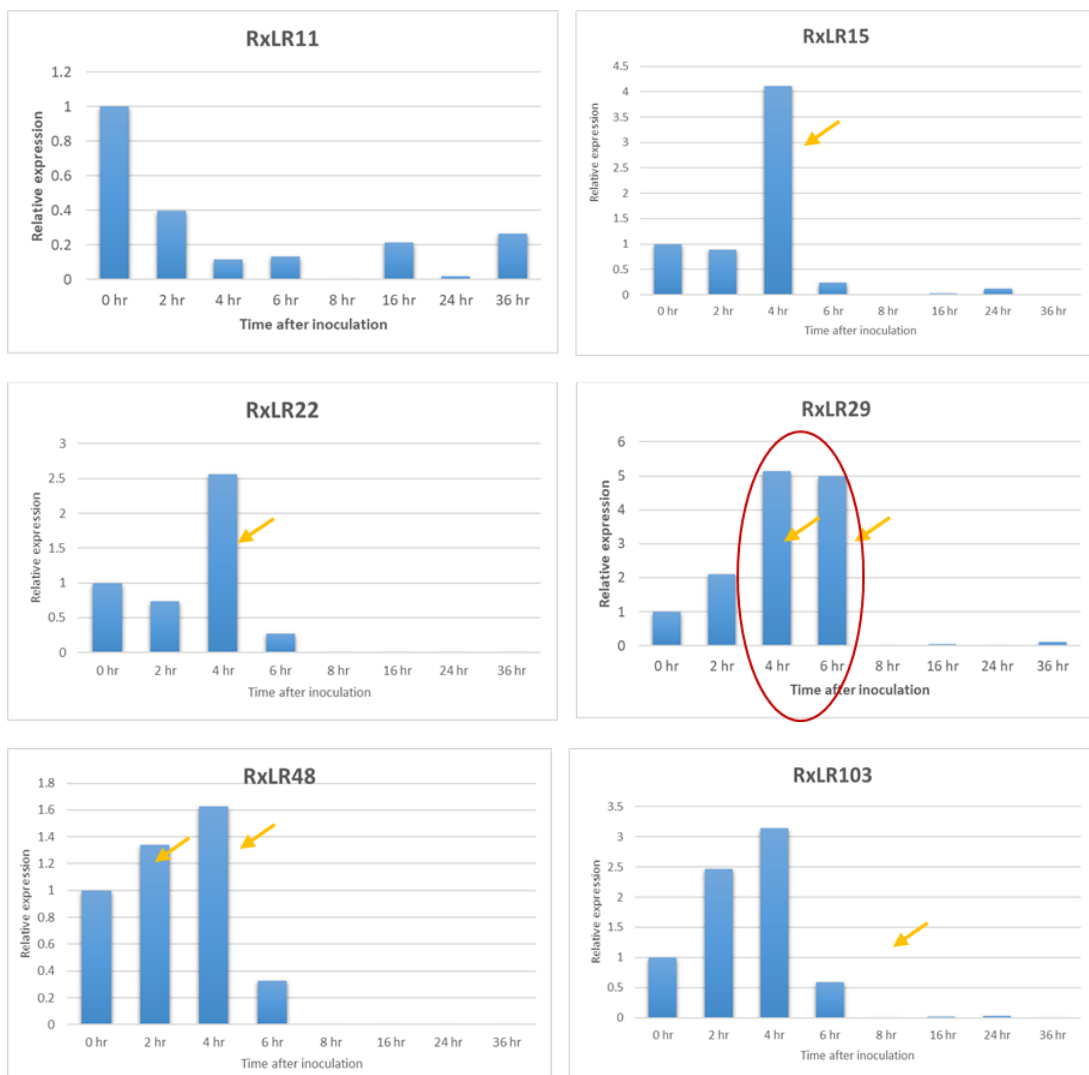 RxLR11
Relative expression
1.2
1
0.8
0.6
0.4
0.2
0
0 hr 2 hr 4 hr 6 hr 8 hr 16 hr 24 hr 36 hr
Time after inoculation
RxLR15
Relative expression
4.5
4
3.5
3
2.5
2
1.5
1
0.5
0
0 hr 2 hr 4 hr 6 hr 8 hr 16 hr 24 hr 36 hr
Time after inoculation
RxLR22
Relative expression
3
2.5
2
1.5
1
0.5
0
0 hr 2 hr 4 hr 6 hr 8 hr 16 hr 24 hr 36 hr
Time after inoculation
RxLR29
Relative expression
6
5
4
3
2
1
0
0 hr 2 hr 4 hr 6 hr 8 hr 16 hr 24 hr 36 hr
Time after inoculation
RxLR48
Relative expression
1.8
1.6
1.4
1.2
1
0.8
0.6
0.4
0.2
0
0 hr 2 hr 4 hr 6 hr 8 hr 16 hr 24 hr 36 hr
Time after inoculation
RxLR103
Relative expression
3.5
3
2.5
2
1.5
1
0.5
0
0 hr 2 hr 4 hr 6 hr 8 hr 16 hr 24 hr 36 hr
Time after inoculation